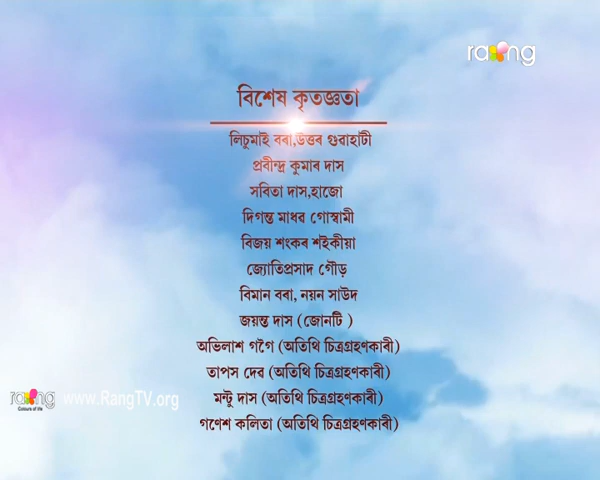 rang
বিশেষ কৃতজ্ঞতা
লিচুমাই বৰা,উত্তৰ গুৱাহাটী
প্ৰবীন্দ্ৰ কুমাৰ দাস
সবিতা দাস,হাজো
দিগন্ত মাধৱ গোস্বামী
বিজয় শংকৰ শইকীয়া
জ্যোতিপ্ৰসাদ গৌড়
বিমান বৰা, নয়ন সাউদ
জয়ন্ত দাস (জোনটি )
অভিলাশ গগৈ (অতিথি চিত্ৰগ্ৰহণকাৰী)
তাপস দেৱ (অতিথি চিত্ৰগ্ৰহণকাৰী)
মন্টু দাস (অতিথি চিত্ৰগ্ৰহণকাৰী)
গণেশ কলিতা (অতিথি চিত্ৰগ্ৰহণকাৰী)
rang www.RangTV.org
Colours of life